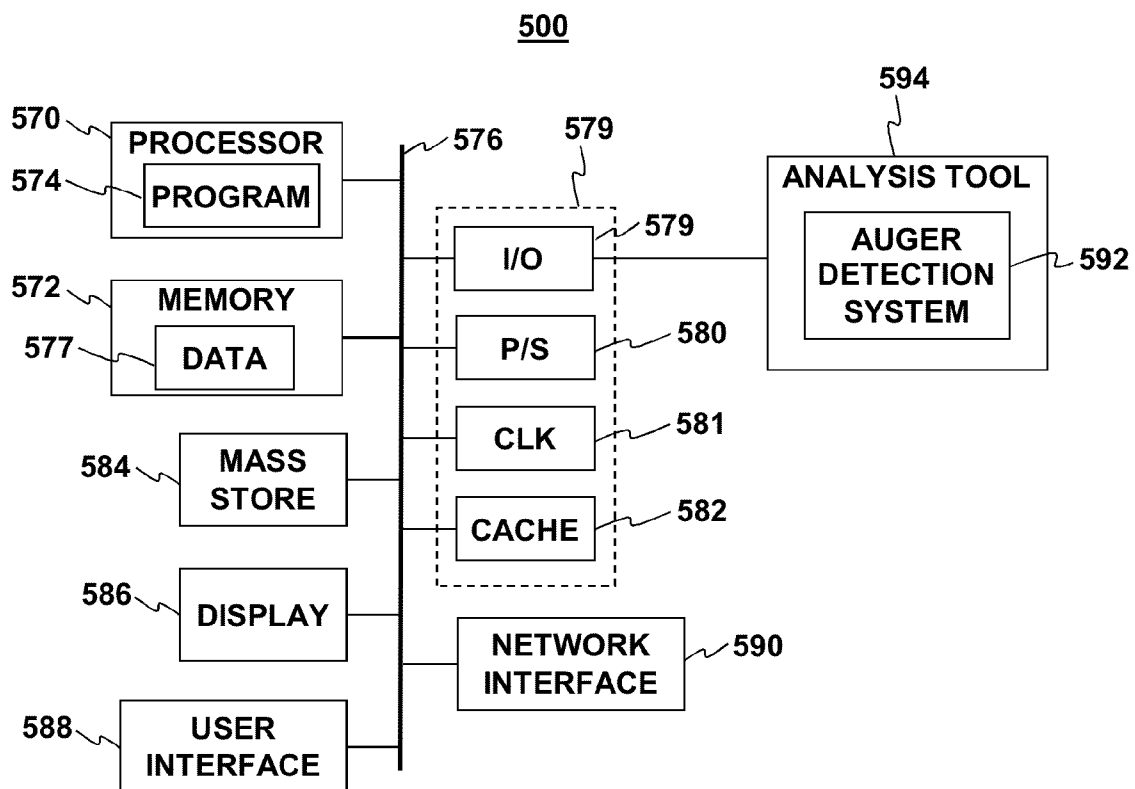 500
594
570
PROCESSOR
576
579
574
PROGRAM
ANALYSIS TOOL
579
I/O
AUGER
DETECTION
SYSTEM
592
572
MEMORY
577
DATA
P/S
580
584
MASS
STORE
CLK
581
CACHE
582
586
DISPLAY
NETWORK
INTERFACE
590
588
USER
INTERFACE